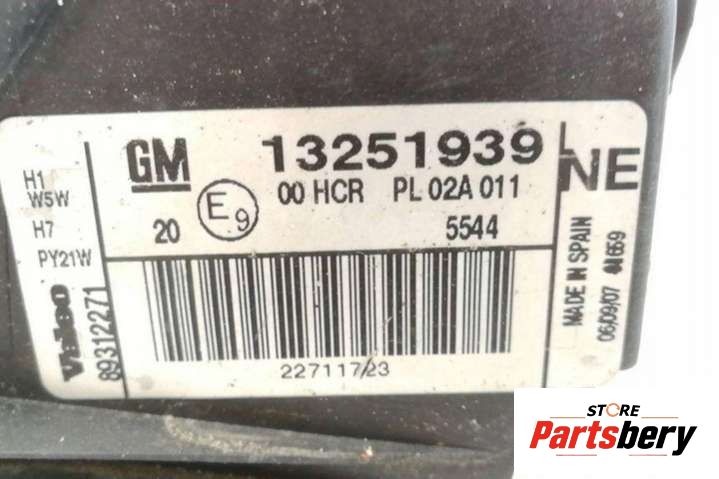 GM 13251939
00 HCR PL 02A 011
20 E9 5544
22711723
H1
W5W
H7
PY21W
Valeo
89312271
L
NE
MADE IN SPAIN
06/09/07
STORE
Partsbery